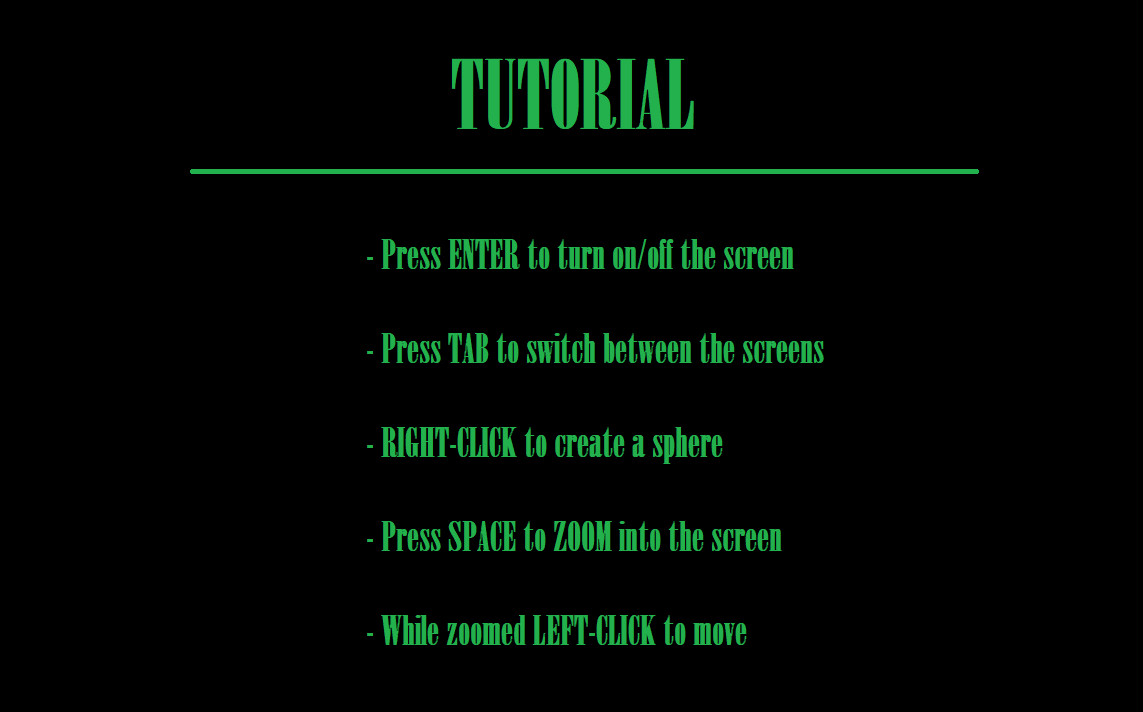 TUTORIAL
- Press ENTER to turn on/off the screen
- Press TAB to switch between the screens
- RIGHT-CLICK to create a sphere
- Press SPACE to ZOOM into the screen
- While zoomed LEFT-CLICK to move